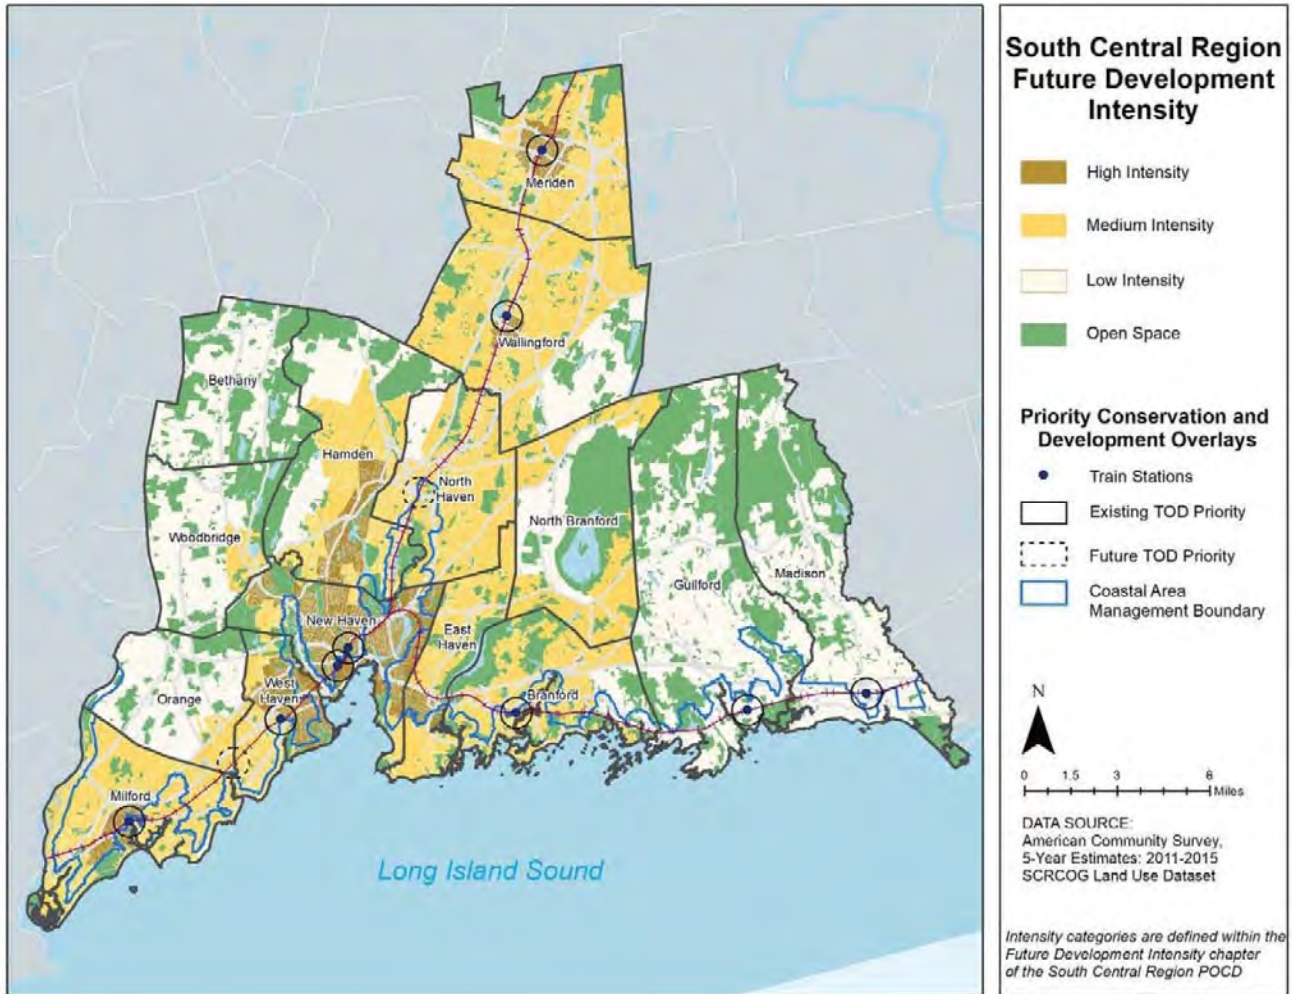 Meriden
Wallingford
Bethany
Hamden
North
Haven
Woodbridge
North Branford
Guilford
Madison
New Haven
East
Haven
West
Haven
Orange
Branford
Milford
Long Island Sound
South Central Region
Future Development
Intensity
High Intensity
Medium Intensity
Low Intensity
Open Space
Priority Conservation and
Development Overlays
Train Stations
Existing TOD Priority
Future TOD Priority
Coastal Area
Management Boundary
N
0 1.5 3 6
Miles
DATA SOURCE:
American Community Survey,
5-Year Estimates: 2011-2015
SCRCOG Land Use Dataset
Intensity categories are defined within the
Future Development Intensity chapter
of the South Central Region POCD